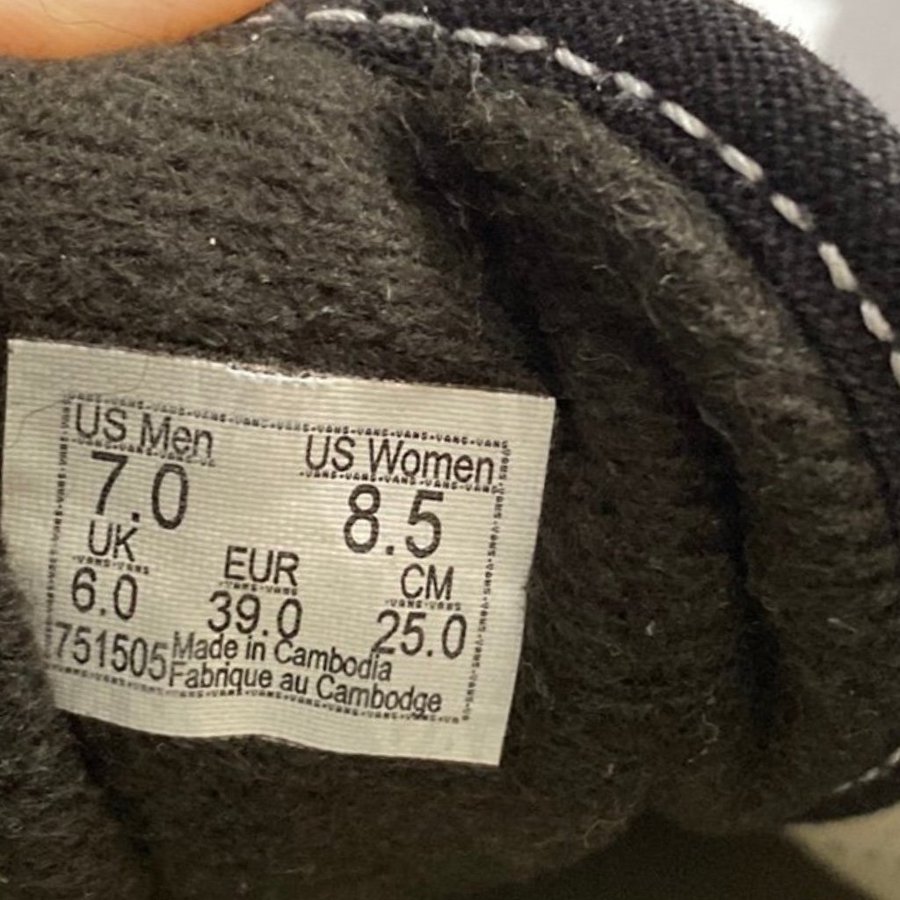 US Men US Women
7.0 8.5
UK EUR CM
6.0 39.0 25.0
751505 Made in Cambodia
Fabrique au Cambodge